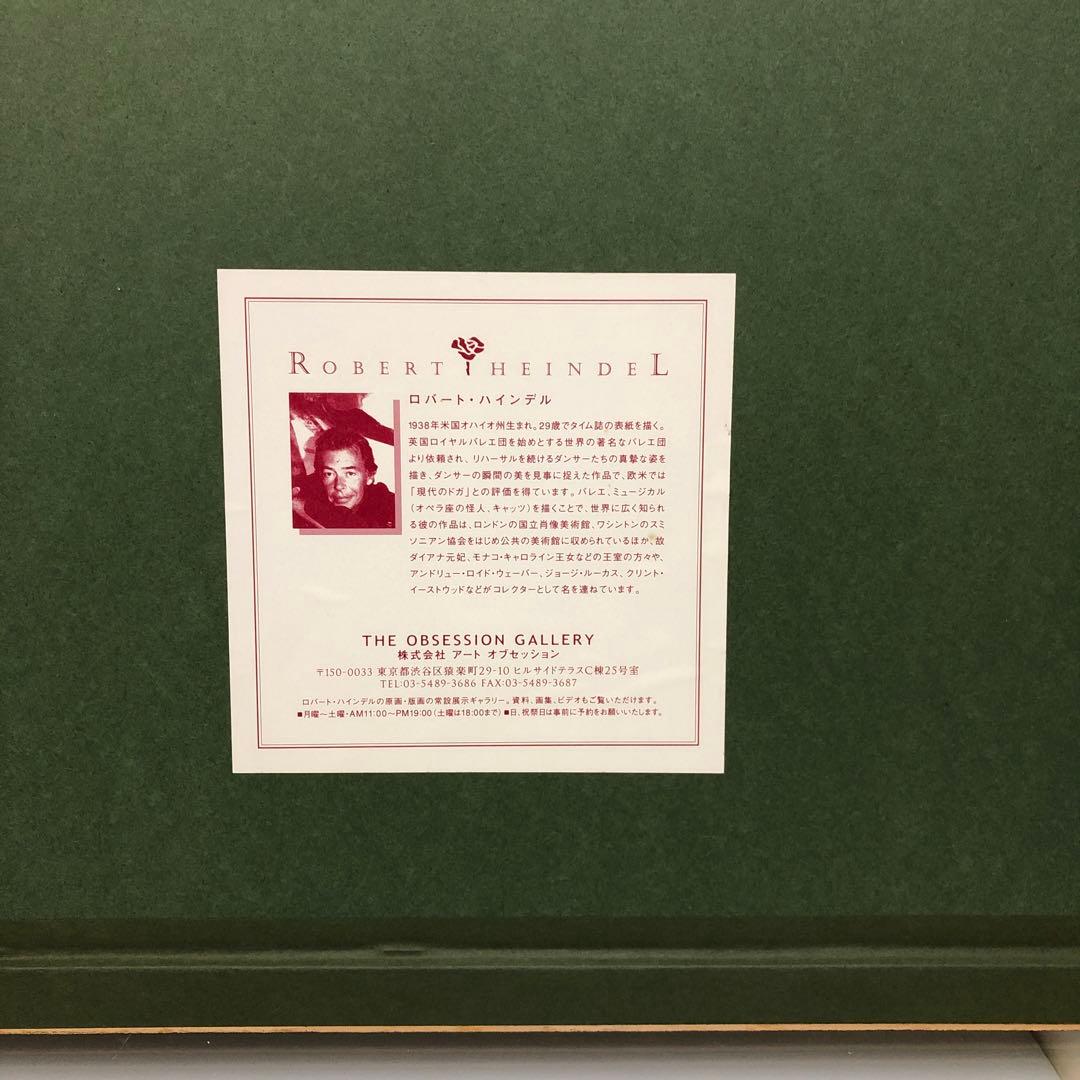 ROBERT HEINDEL
ロバート・ハインデル
1938年米国オハイオ州生まれ。29歳でタイム誌の表紙を描く。
英国ロイヤルバレエ団を始めとする世界の著名なバレエ団
より依頼され、リハーサルを続けるダンサーたちの真摯な姿を
描き、ダンサーの瞬間の美を見事に捉えた作品で、欧米では
「現代のドガ」との評価を得ています。バレエ、ミュージカル
(オペラ座の怪人、キャッツ)を描くことで、世界に広く知られ
る彼の作品は、ロンドンの国立肖像美術館、ワシントンのスミ
ソニアン協会をはじめ公共の美術館に収められているほか、故
ダイアナ元妃、モナコ・キャロライン王女などの王室の方々や、
アンドリュー・ロイド・ウェーバー、ジョージ・ルーカス、クリント・
イーストウッドなどがコレクターとして名を連ねています。
THE OBSESSION GALLERY
株式会社 アート オブセッション
〒150-0033 東京都渋谷区猿楽町29-10 ヒルサイドテラスC棟25号室
TEL:03-5489-3686 FAX:03-5489-3687
ロバート・ハインデルの原画・版画の常設展示ギャラリー。資料、画集、ビデオもご覧いただけます。
■月曜〜土曜・AM11:00〜PM19:00(土曜は18:00まで) ■日、祝祭日は事前に予約をお願いいたします。